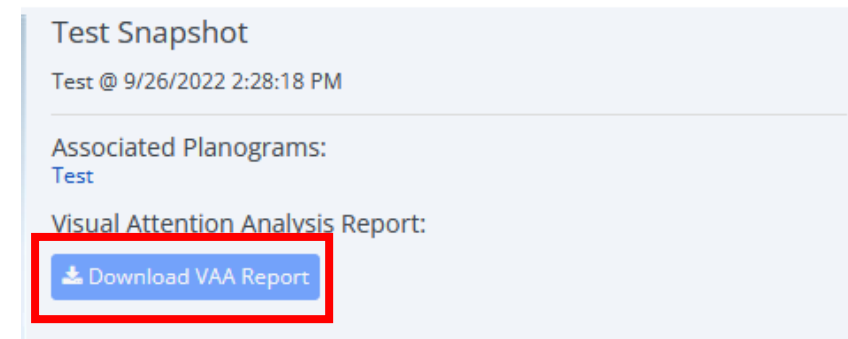 Test Snapshot
Test @ 9/26/2022 2:28:18 PM
Associated Planograms:
Test
Visual Attention Analysis Report:
Download VAA Report